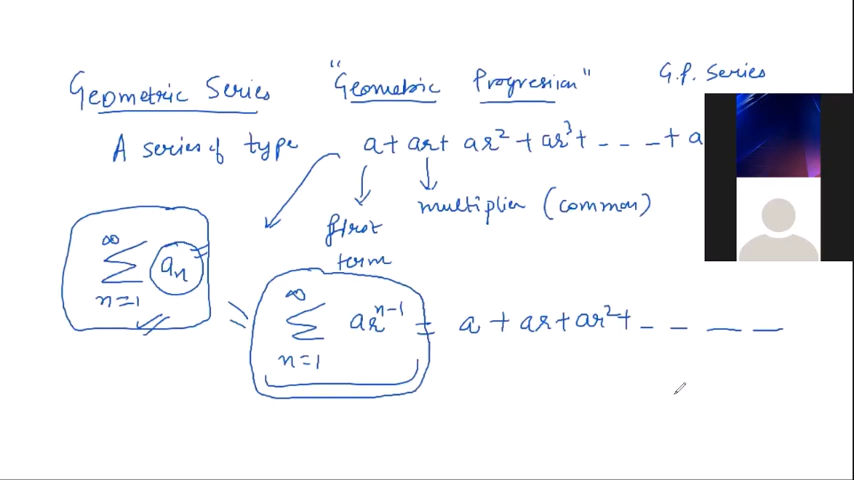 Geometric Series "Geometric Progression" G.P. Series
A series of type a + ar + ar² + ar³ + - - - + a
multiplier (common)
first
term
∞
∑ aₙ
n=1
= ∞
∑ arⁿ⁻¹ = a + ar + ar² + - - - -
n=1